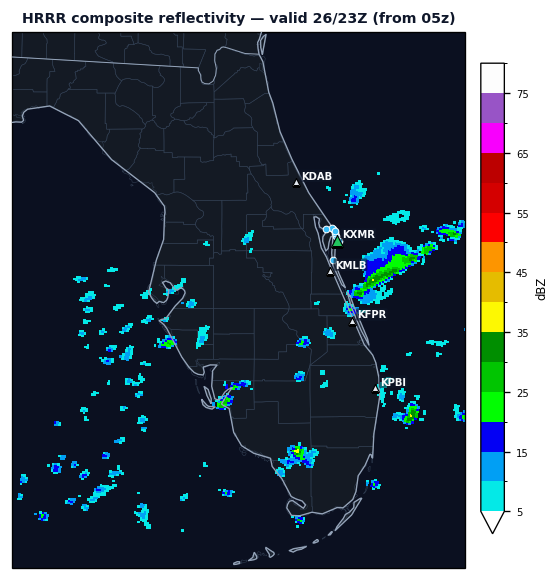 HRRR composite reflectivity — valid 26/23Z (from 05z)
KDAB
KXMR
KMLB
KFPR
KPBI
75
65
55
45
35
25
15
5
dBZ